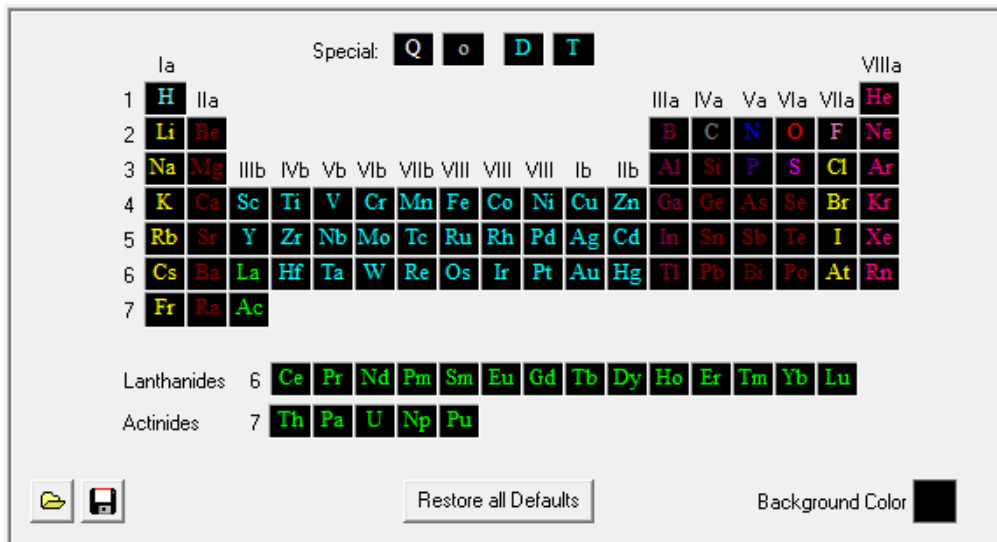 Special: Q o D T
Ia VIIIa
1 H IIa IIIa IVa Va VIa VIIa He
2 Li Be B C N O F Ne
3 Na Mg IIIb IVb Vb VIb VIIb VIII VIII VIII Ib IIb Al Si P S Cl Ar
4 K Ca Sc Ti V Cr Mn Fe Co Ni Cu Zn Ga Ge As Se Br Kr
5 Rb Sr Y Zr Nb Mo Tc Ru Rh Pd Ag Cd In Sn Sb Te I Xe
6 Cs Ba La Hf Ta W Re Os Ir Pt Au Hg Tl Pb Bi Po At Rn
7 Fr Ra Ac
Lanthanides 6 Ce Pr Nd Pm Sm Eu Gd Tb Dy Ho Er Tm Yb Lu
Actinides 7 Th Pa U Np Pu
Restore all Defaults Background Color